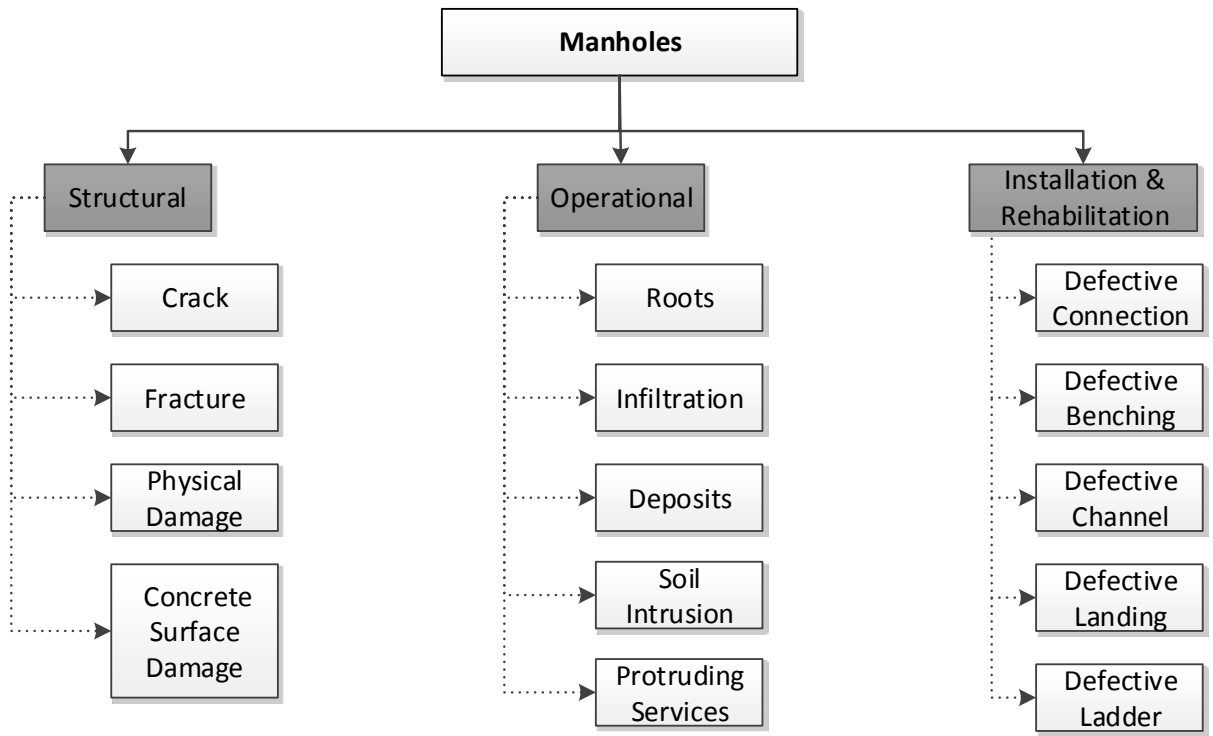 Manholes
Structural
Crack
Fracture
Physical
Damage
Concrete
Surface
Damage
Operational
Roots
Infiltration
Deposits
Soil
Intrusion
Protruding
Services
Installation &
Rehabilitation
Defective
Connection
Defective
Benching
Defective
Channel
Defective
Landing
Defective
Ladder